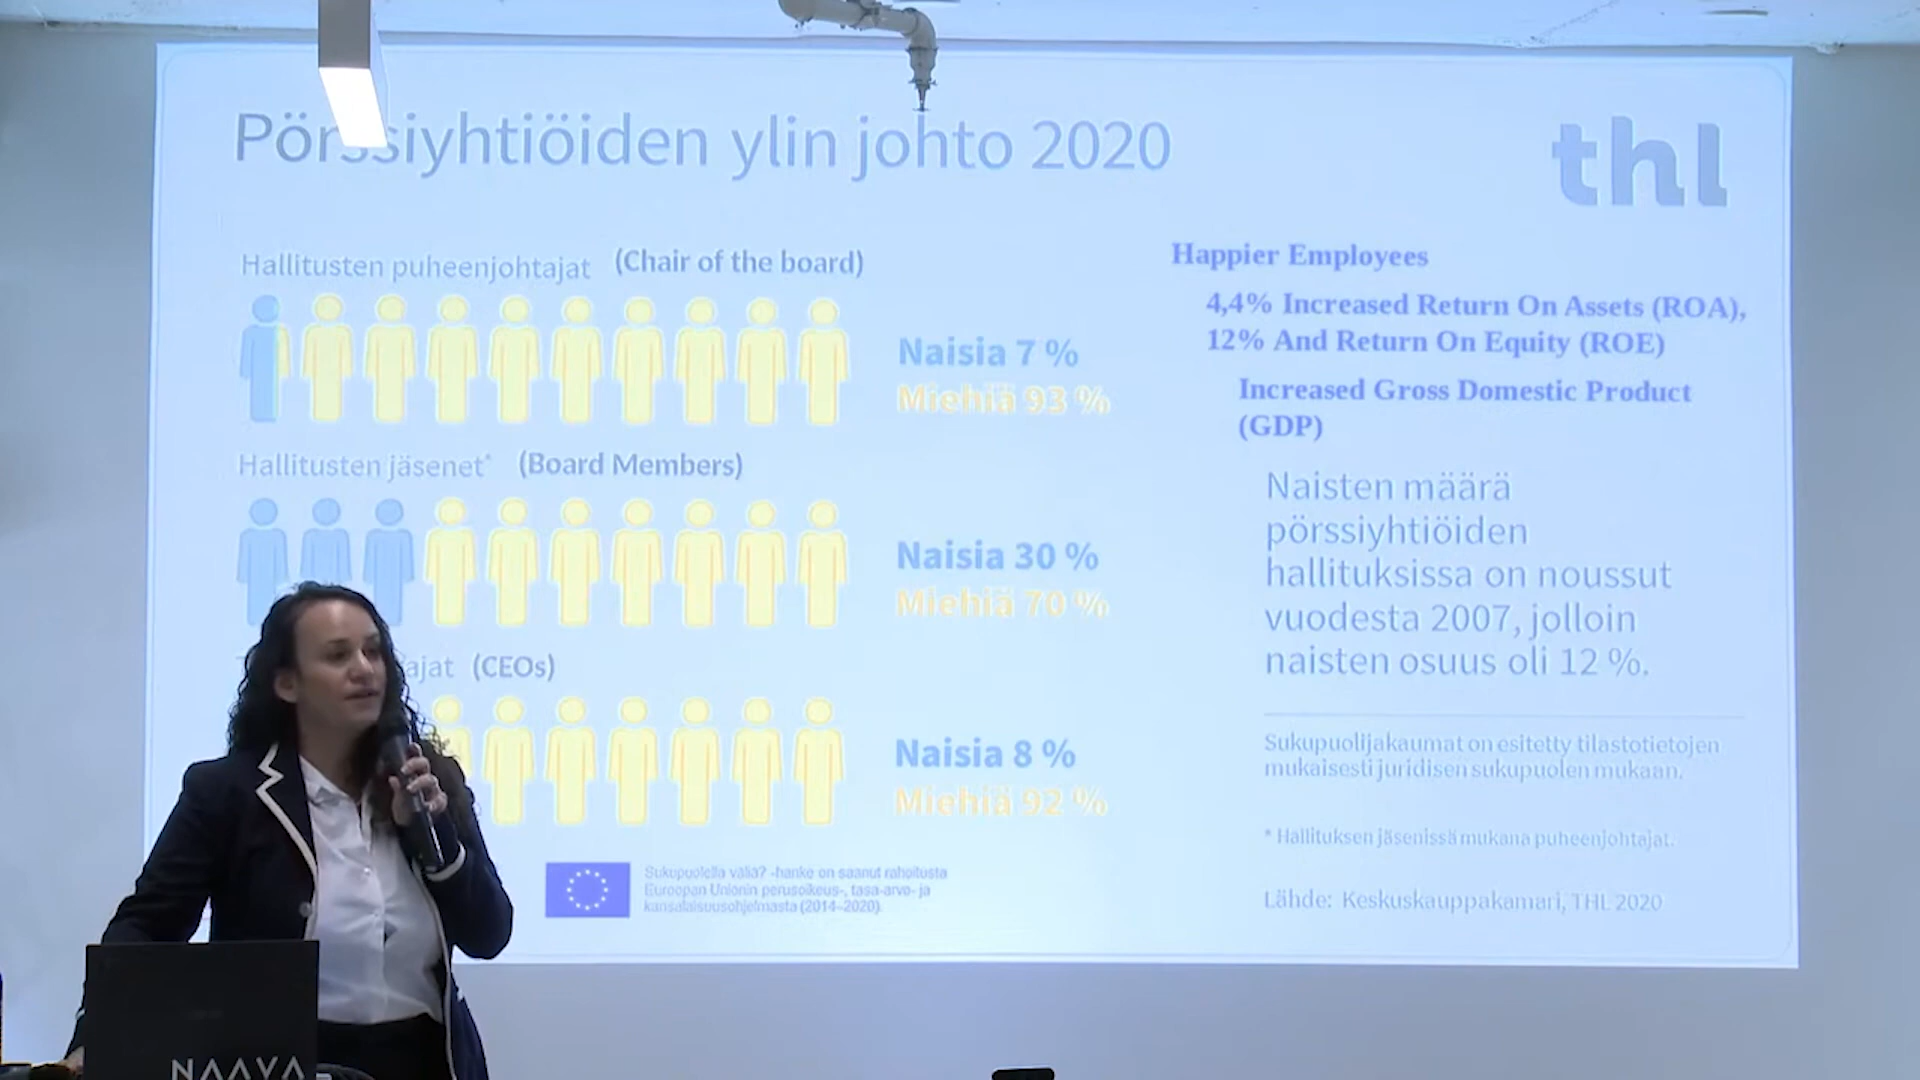 Pörssiyhtiöiden ylin johto 2020
thl
Hallitusten puheenjohtajat (Chair of the board)
Naisia 7 %
Miehiä 93 %
Hallitusten jäsenet* (Board Members)
Naisia 30 %
Miehiä 70 %
(CEOs)
Naisia 8 %
Miehiä 92 %
Sukupuolella väliä? -hanke on saanut rahoitusta
Euroopan Unionin perusoikeus-, tasa-arvo- ja
kansalaisuusohjelmasta (2014–2020).
Happier Employees
4,4% Increased Return On Assets (ROA),
12% And Return On Equity (ROE)
Increased Gross Domestic Product
(GDP)
Naisten määrä
pörssiyhtiöiden
hallituksissa on noussut
vuodesta 2007, jolloin
naisten osuus oli 12 %.
Sukupuolijakaumat on esitetty tilastotietojen
mukaisesti juridisen sukupuolen mukaan.
* Hallituksen jäsenissä mukana puheenjohtajat.
Lähde: Keskuskauppakamari, THL 2020
NAAVA